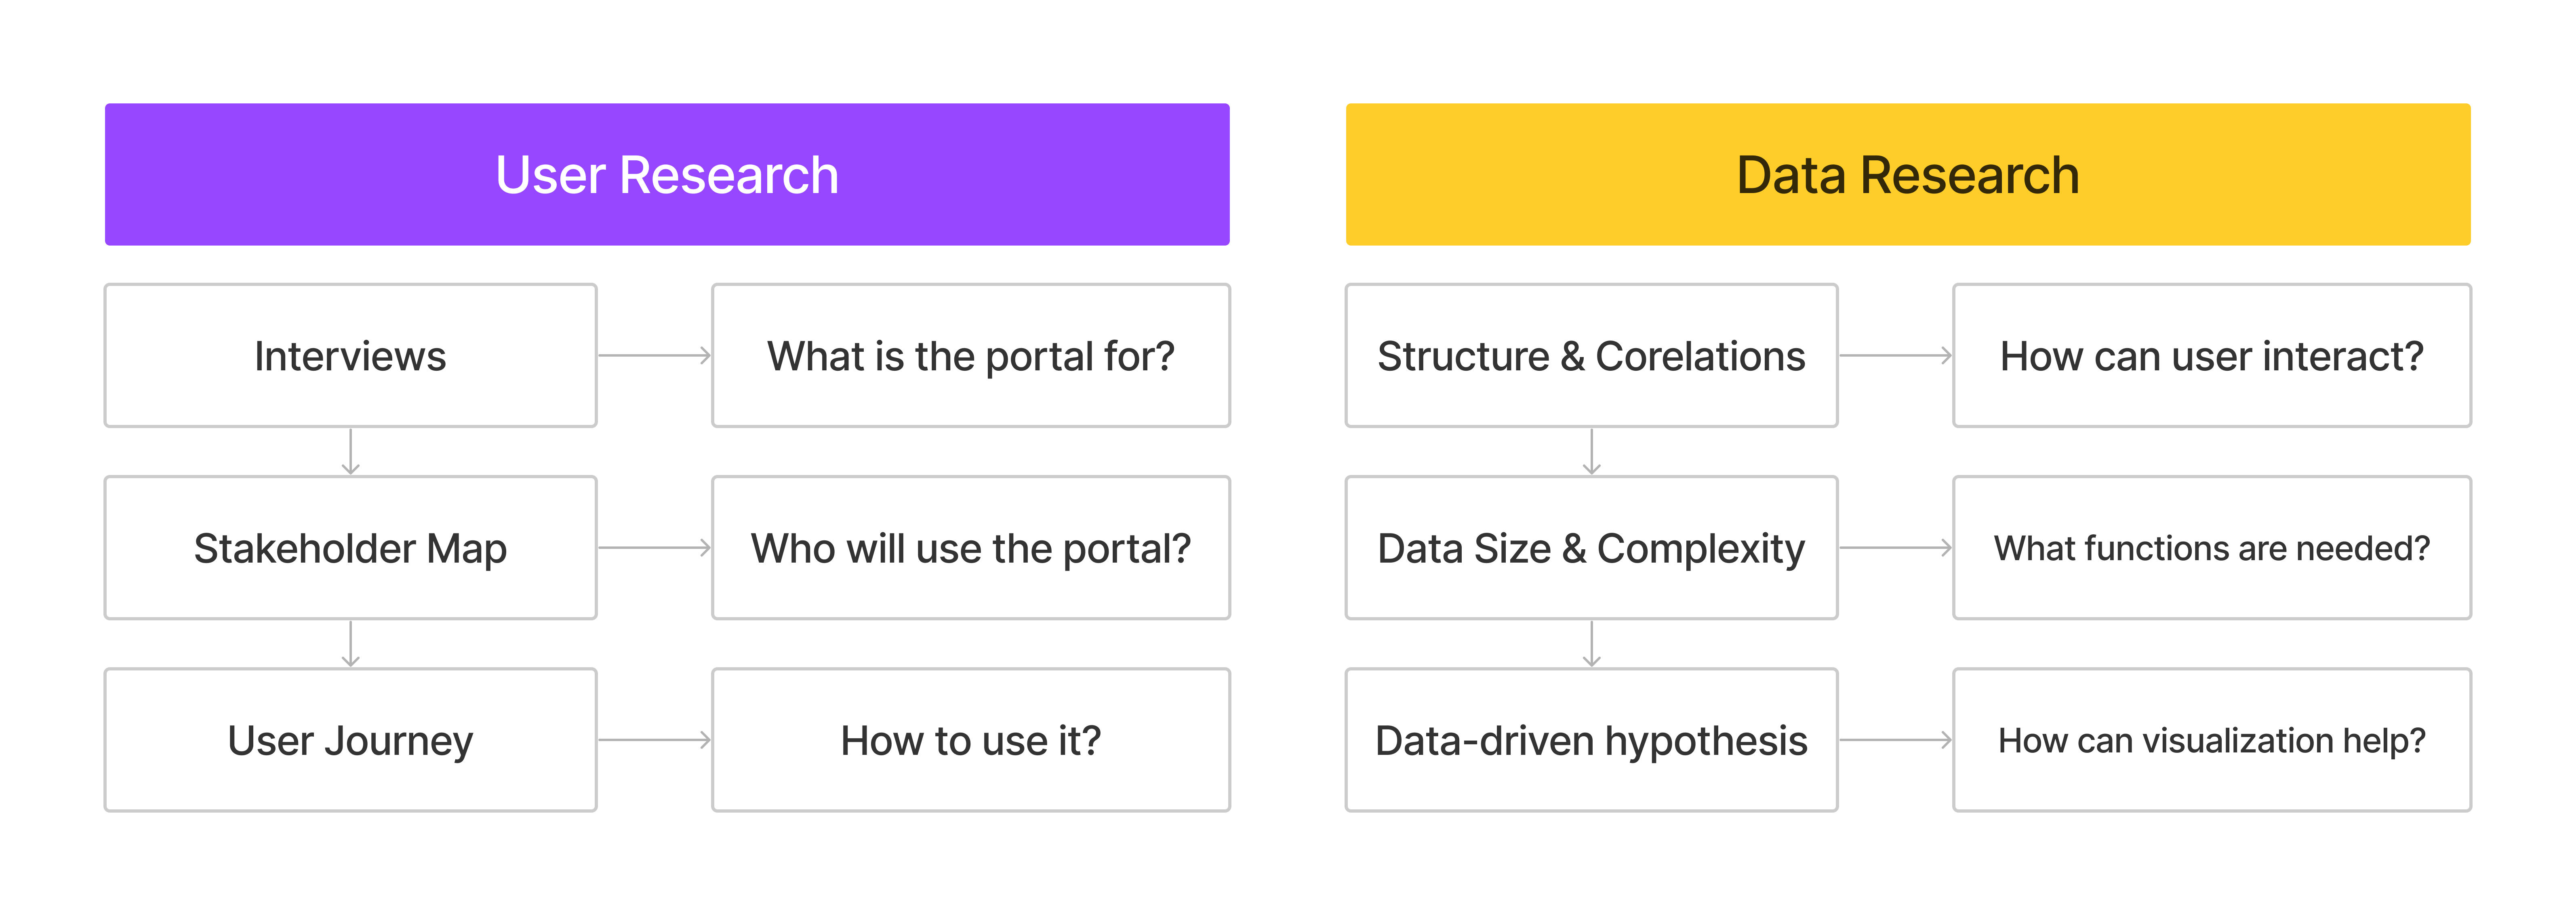 User Research
Interviews
What is the portal for?
Stakeholder Map
Who will use the portal?
User Journey
How to use it?
Data Research
Structure & Corelations
How can user interact?
Data Size & Complexity
What functions are needed?
Data-driven hypothesis
How can visualization help?